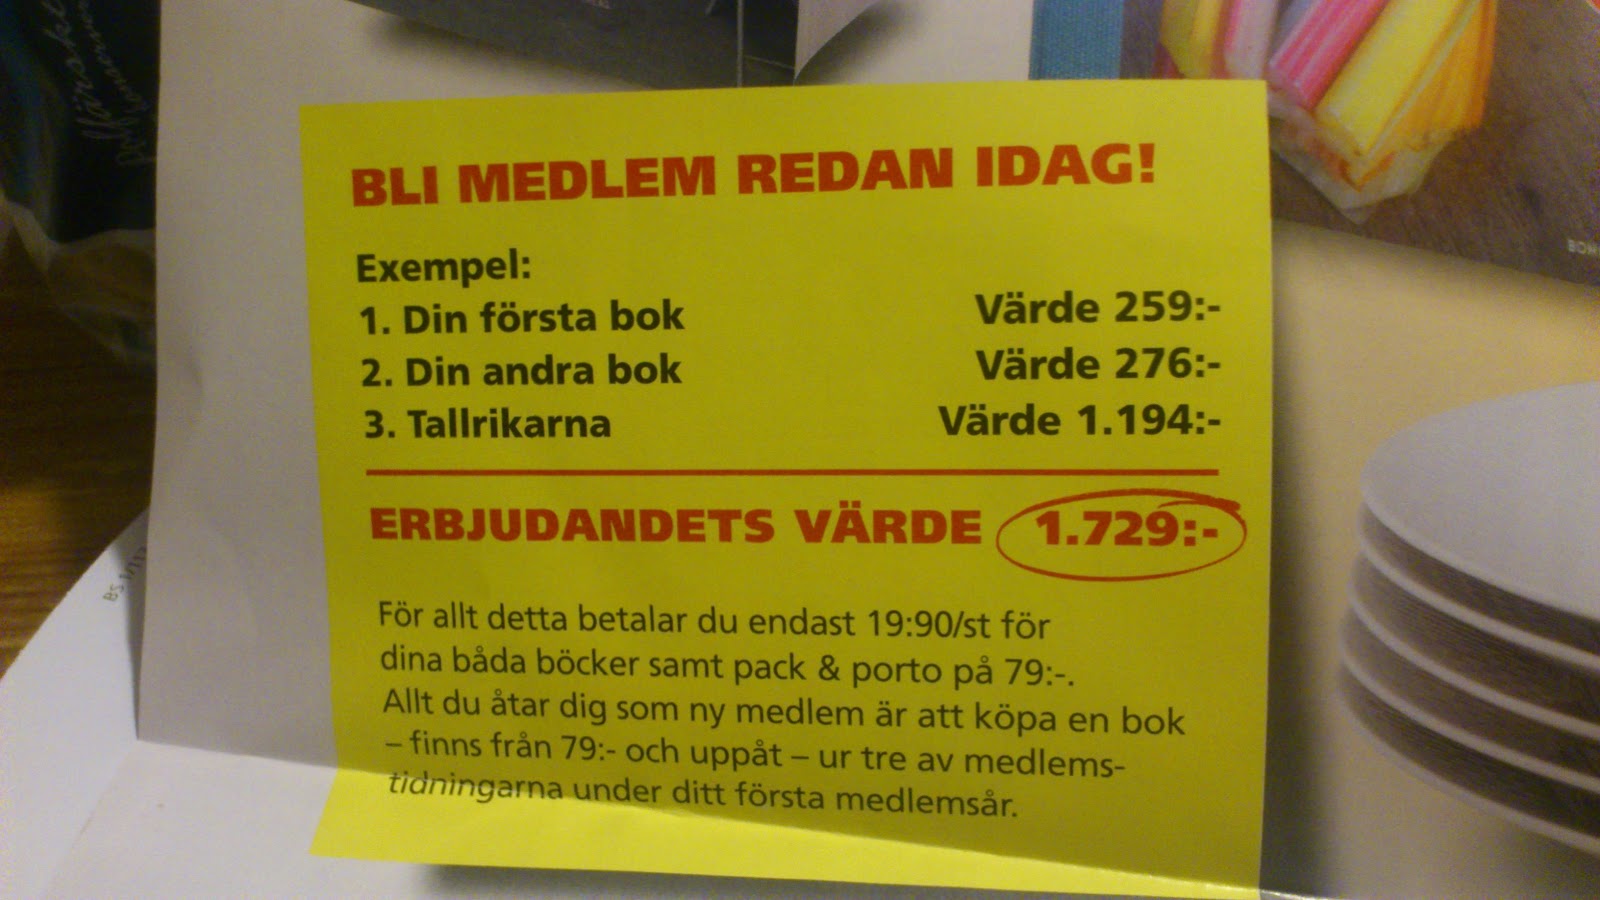 BLI MEDLEM REDAN IDAG!
Exempel:
1. Din första bok Värde 259:-
2. Din andra bok Värde 276:-
3. Tallrikarna Värde 1.194:-
ERBJUDANDETS VÄRDE 1.729:-
För allt detta betalar du endast 19:90/st för
dina båda böcker samt pack & porto på 79:-.
Allt du åtar dig som ny medlem är att köpa en bok
– finns från 79:- och uppåt – ur tre av medlems-
tidningarna under ditt första medlemsår.